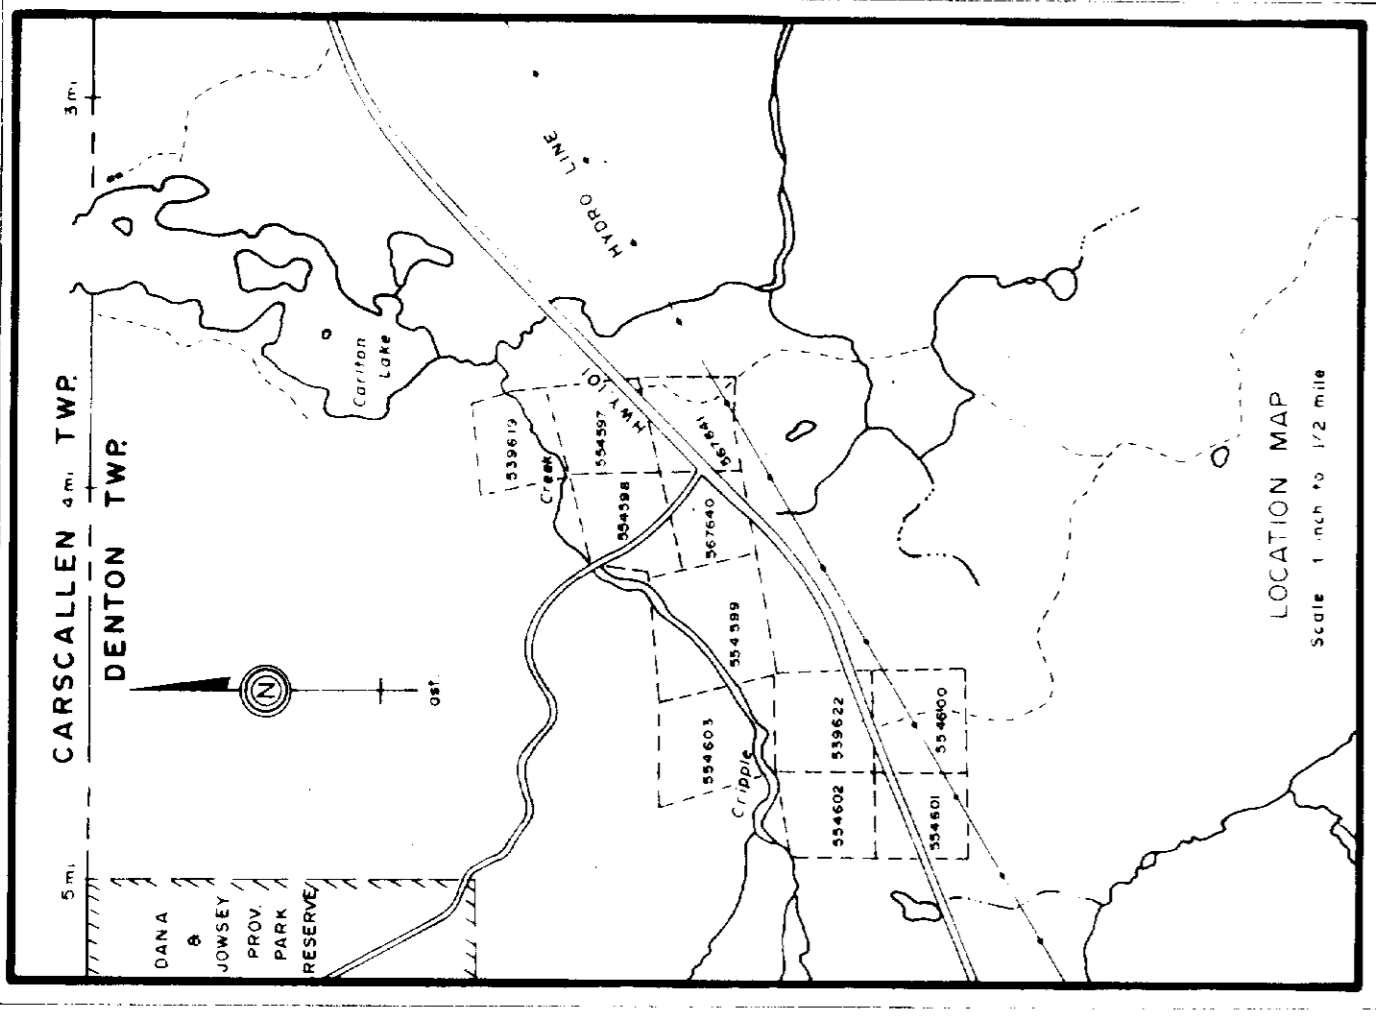 CARSCALLEN TWP.
DENTON TWP.
5 mi.
4 mi.
3 mi.
DANA
&
JOWSEY
PROV.
PARK
RESERVE
N
ast.
Carlton
Lake
HYDRO LINE
HWY. 101
Creek
Cripple
539619
554597
554598
567641
567640
554599
554603
539622
554600
554602
554601
LOCATION MAP
Scale 1 inch to 1/2 mile